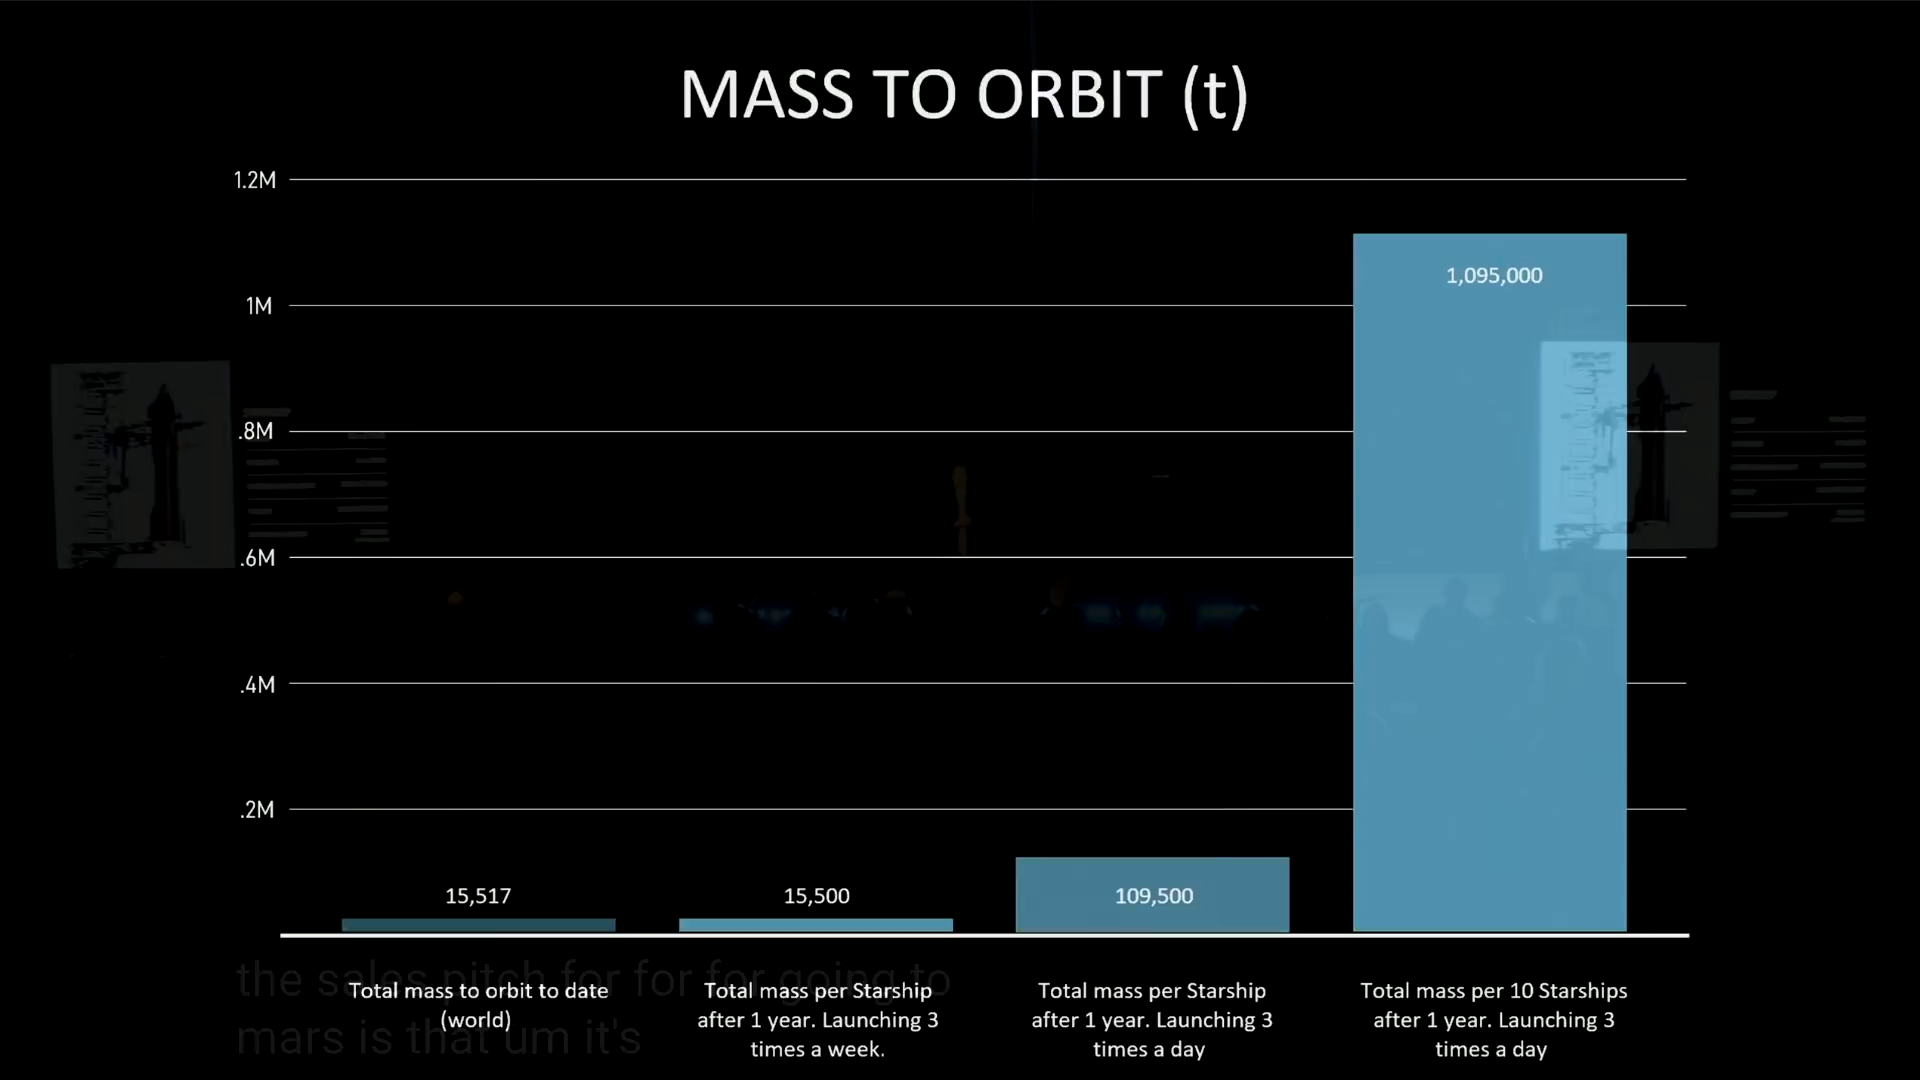 MASS TO ORBIT (t)
1.2M
1M
.8M
.6M
.4M
.2M
15,517
15,500
109,500
1,095,000
Total mass to orbit to date
(world)
Total mass per Starship
after 1 year. Launching 3
times a week.
Total mass per Starship
after 1 year. Launching 3
times a day
Total mass per 10 Starships
after 1 year. Launching 3
times a day
the sales pitch for for for going to
mars is that um it's